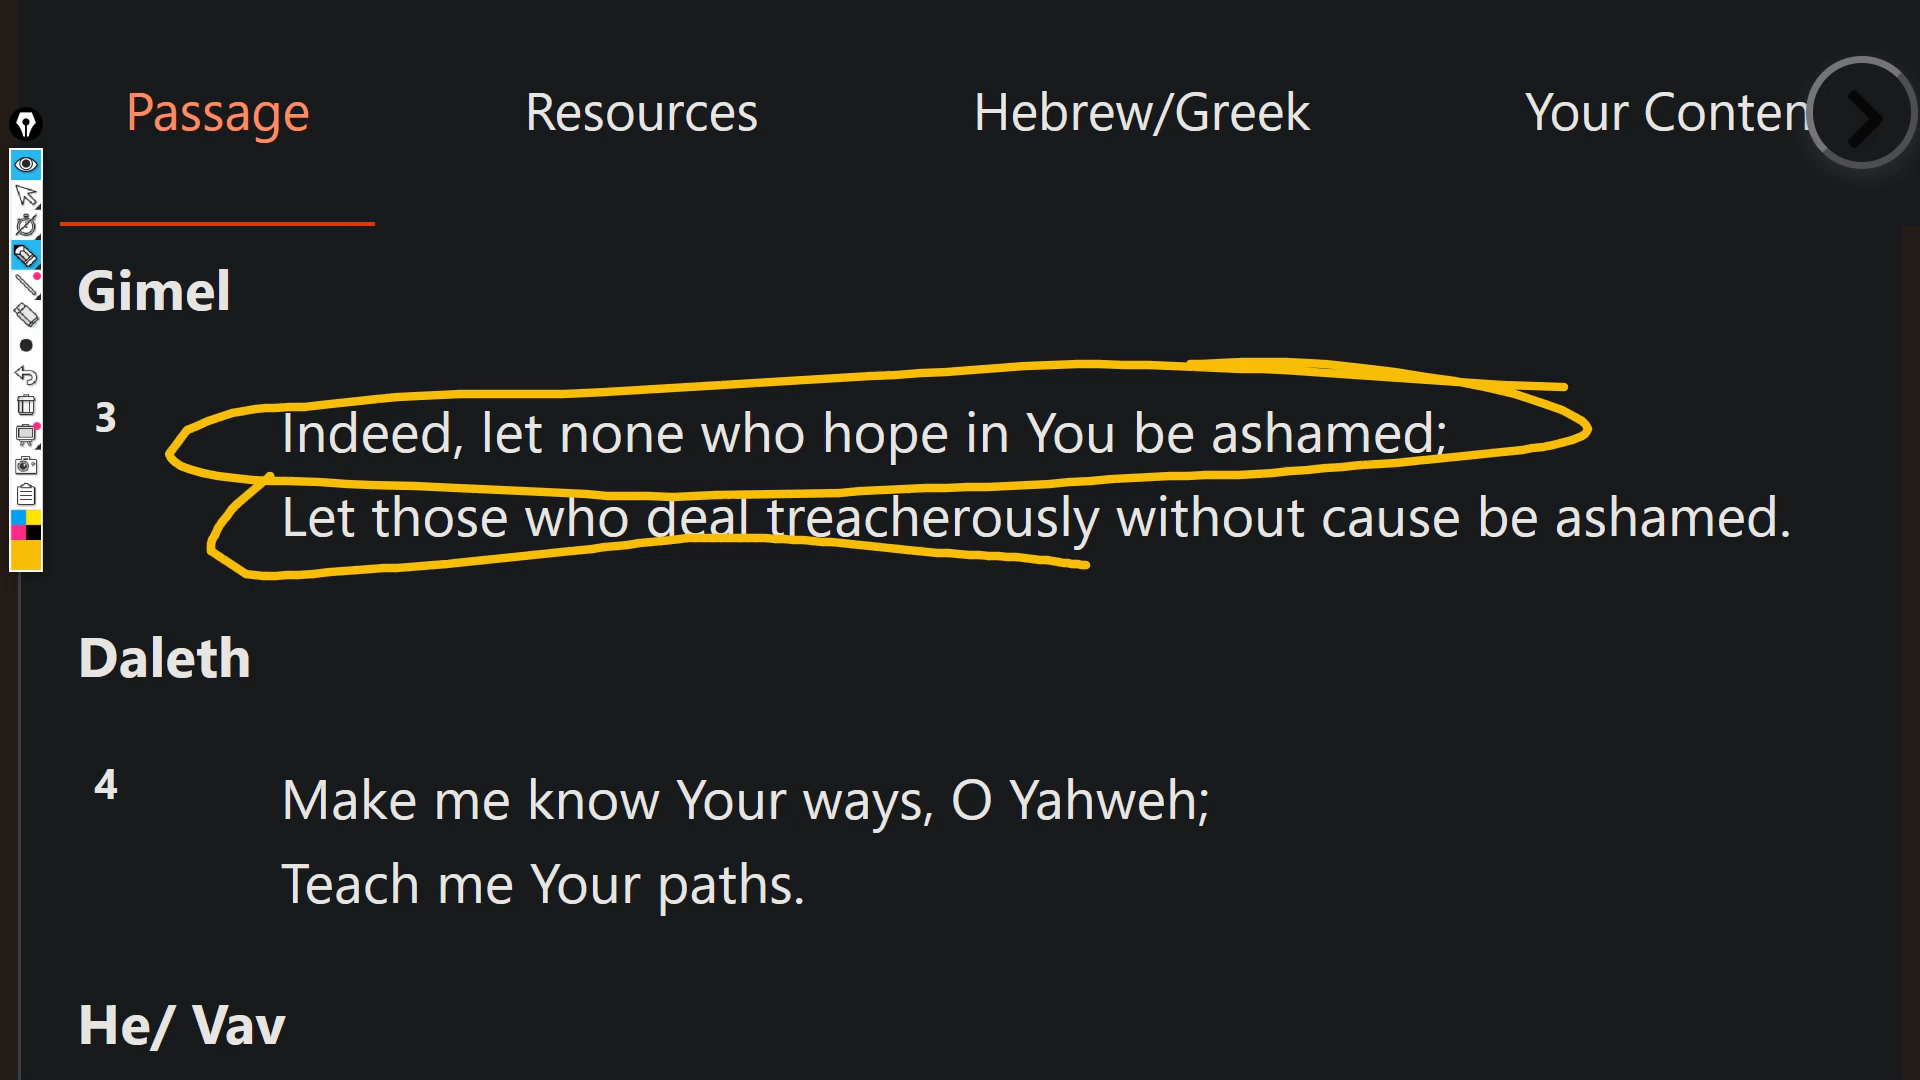 Passage Resources Hebrew/Greek Your Conten
Gimel
3 Indeed, let none who hope in You be ashamed;
Let those who deal treacherously without cause be ashamed.
Daleth
4 Make me know Your ways, O Yahweh;
Teach me Your paths.
He/ Vav